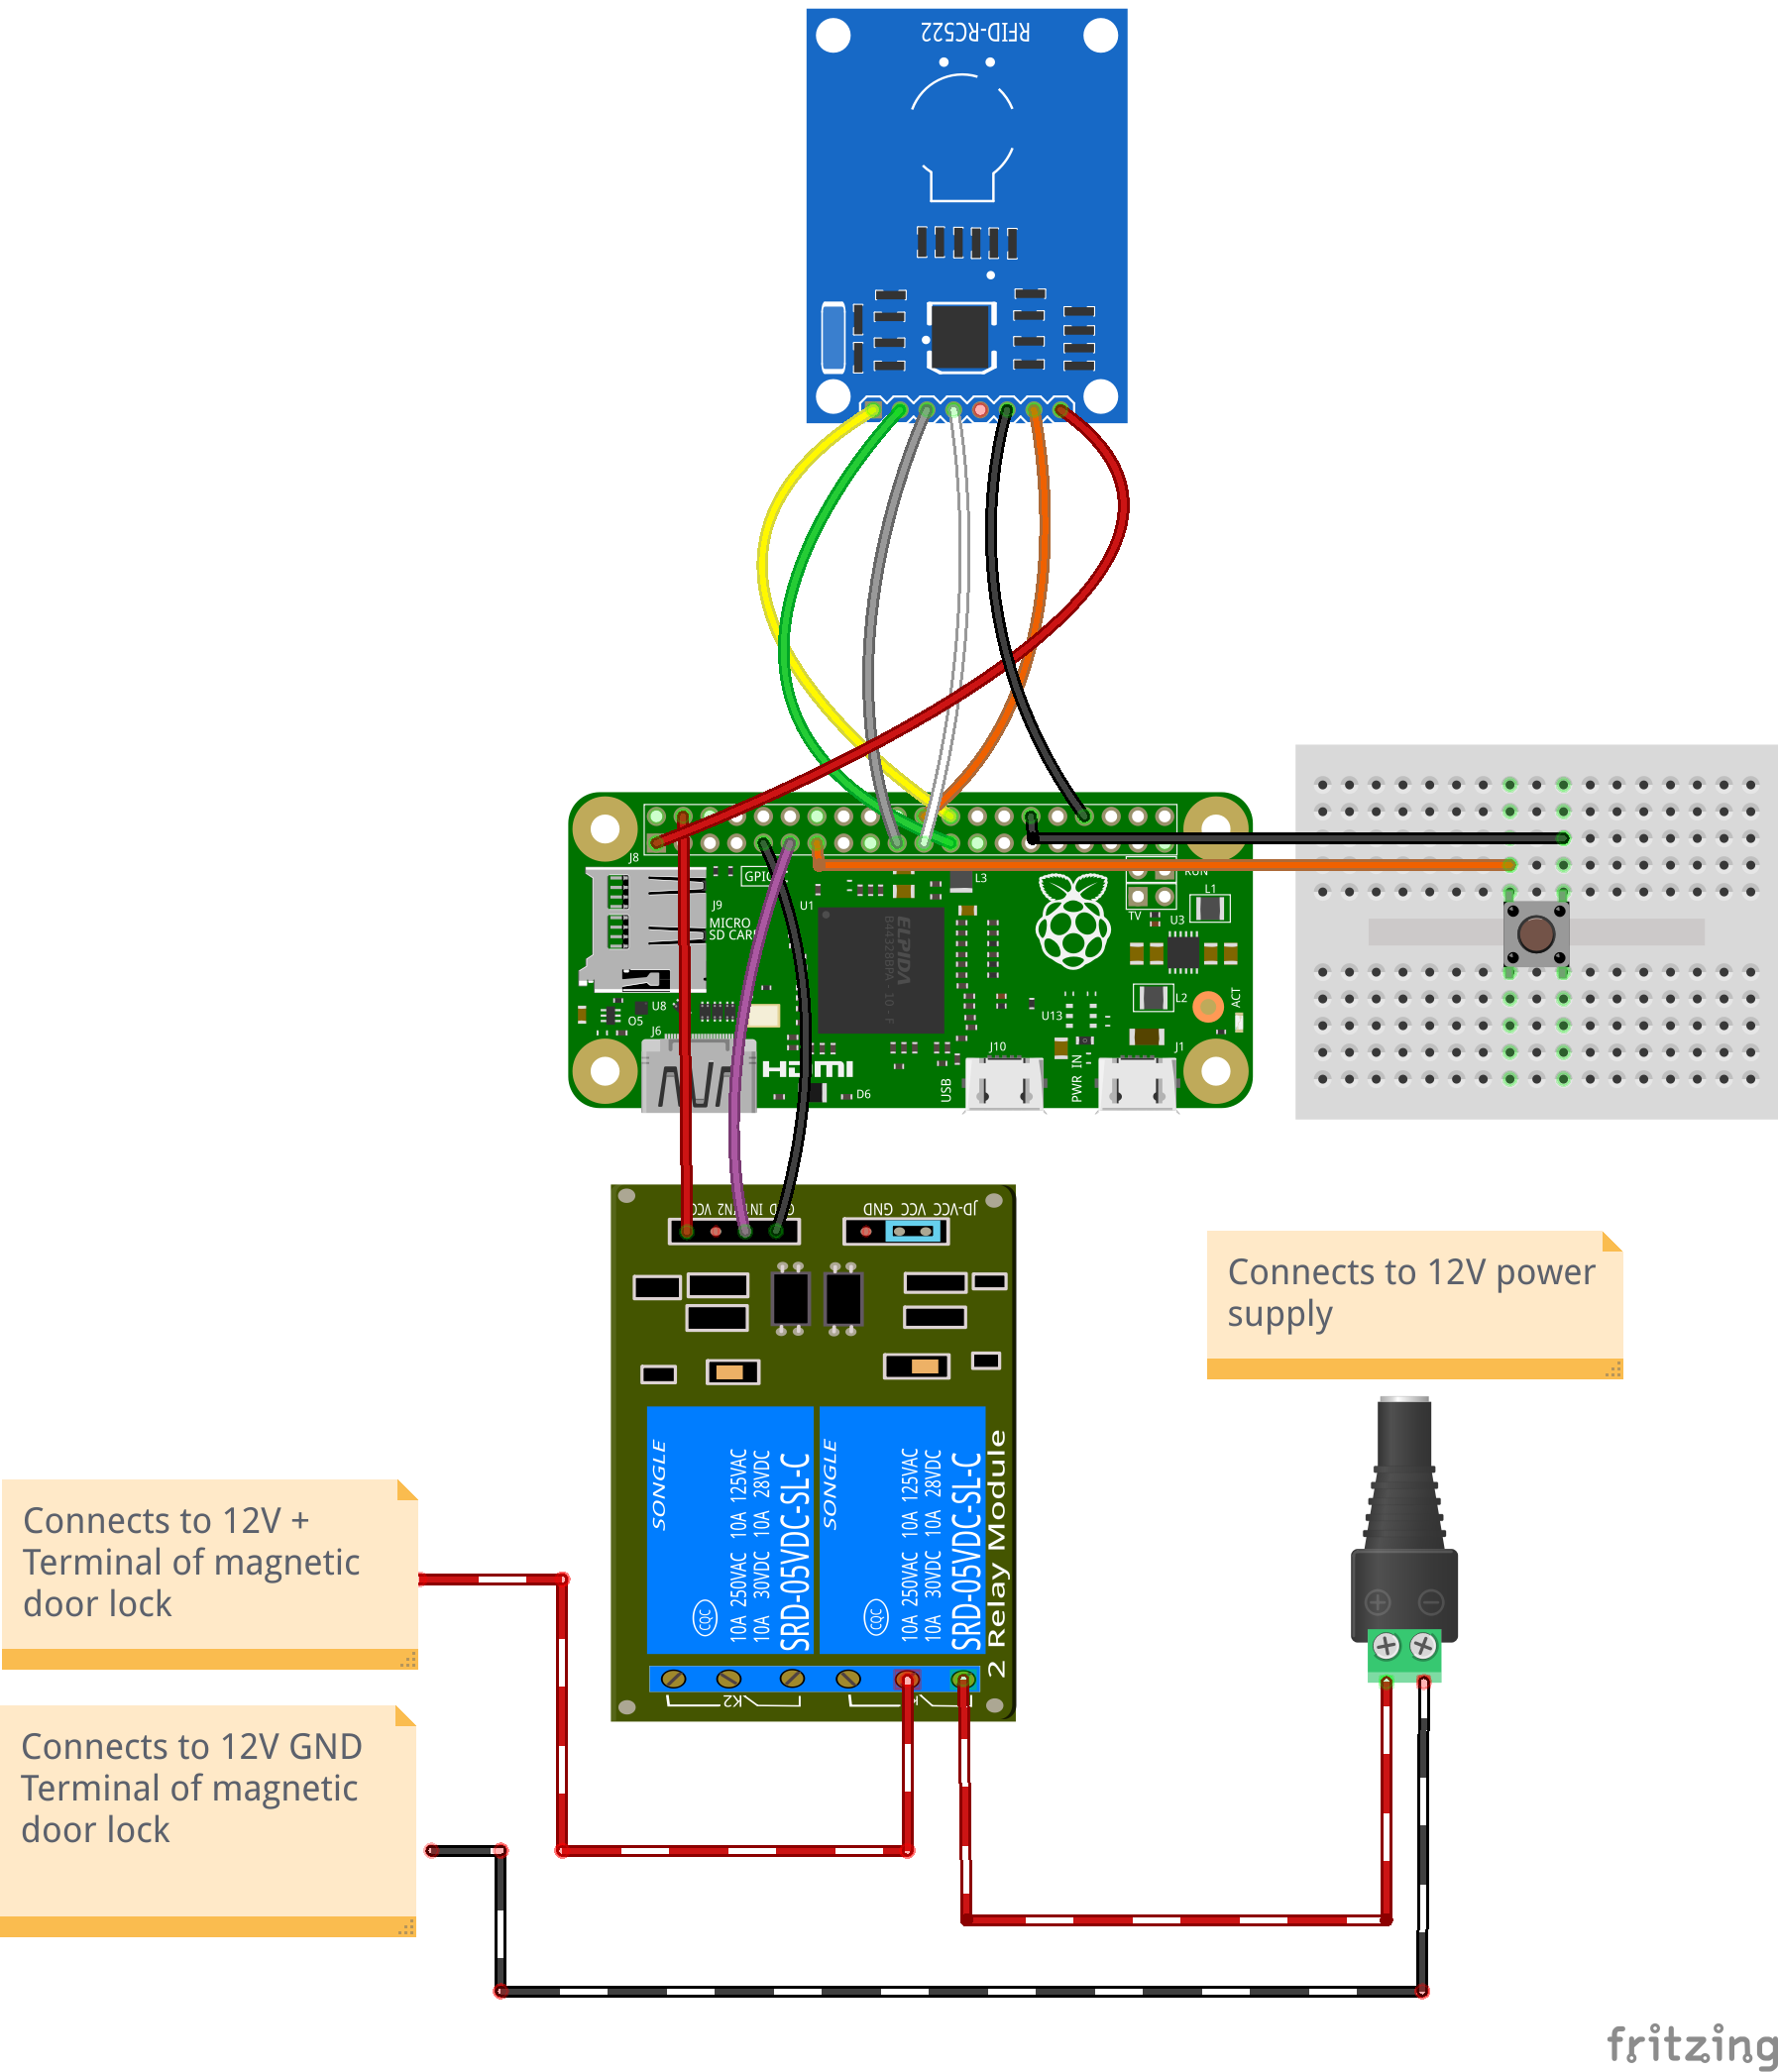 RFID-RC522
J8
GPIO
RUN
J9
MICRO
SD CARD
U1
ELPIDA
B4432BBPA - 10 - F
L3
TV
U3
L1
L2
ACT
U8
O5
J6
HDMI
D6
U13
J10
USB
PWR IN
J1
JD-VCC VCC GND
Connects to 12V power
supply
SONGLE
10A 250VAC 10A 125VAC
10A 30VDC 10A 28VDC
SRD-05VDC-SL-C
CQC
SONGLE
10A 250VAC 10A 125VAC
10A 30VDC 10A 28VDC
SRD-05VDC-SL-C
CQC
2 Relay Module
K2
Connects to 12V +
Terminal of magnetic
door lock
Connects to 12V GND
Terminal of magnetic
door lock
fritzing